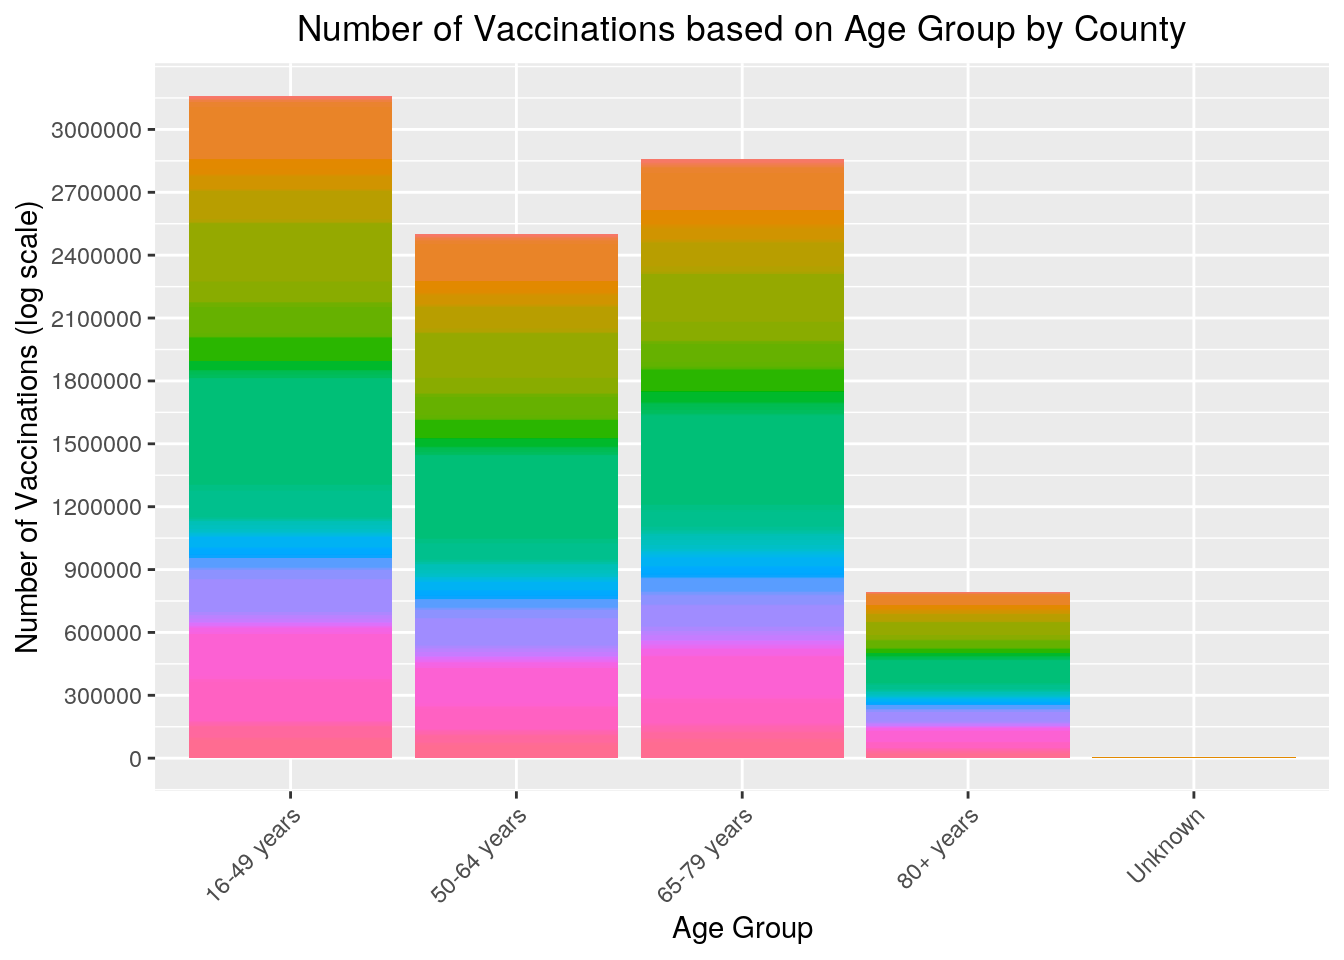 Number of Vaccinations based on Age Group by County
Number of Vaccinations (log scale)
3000000
2700000
2400000
2100000
1800000
1500000
1200000
900000
600000
300000
0
16-49 years
50-64 years
65-79 years
80+ years
Unknown
Age Group